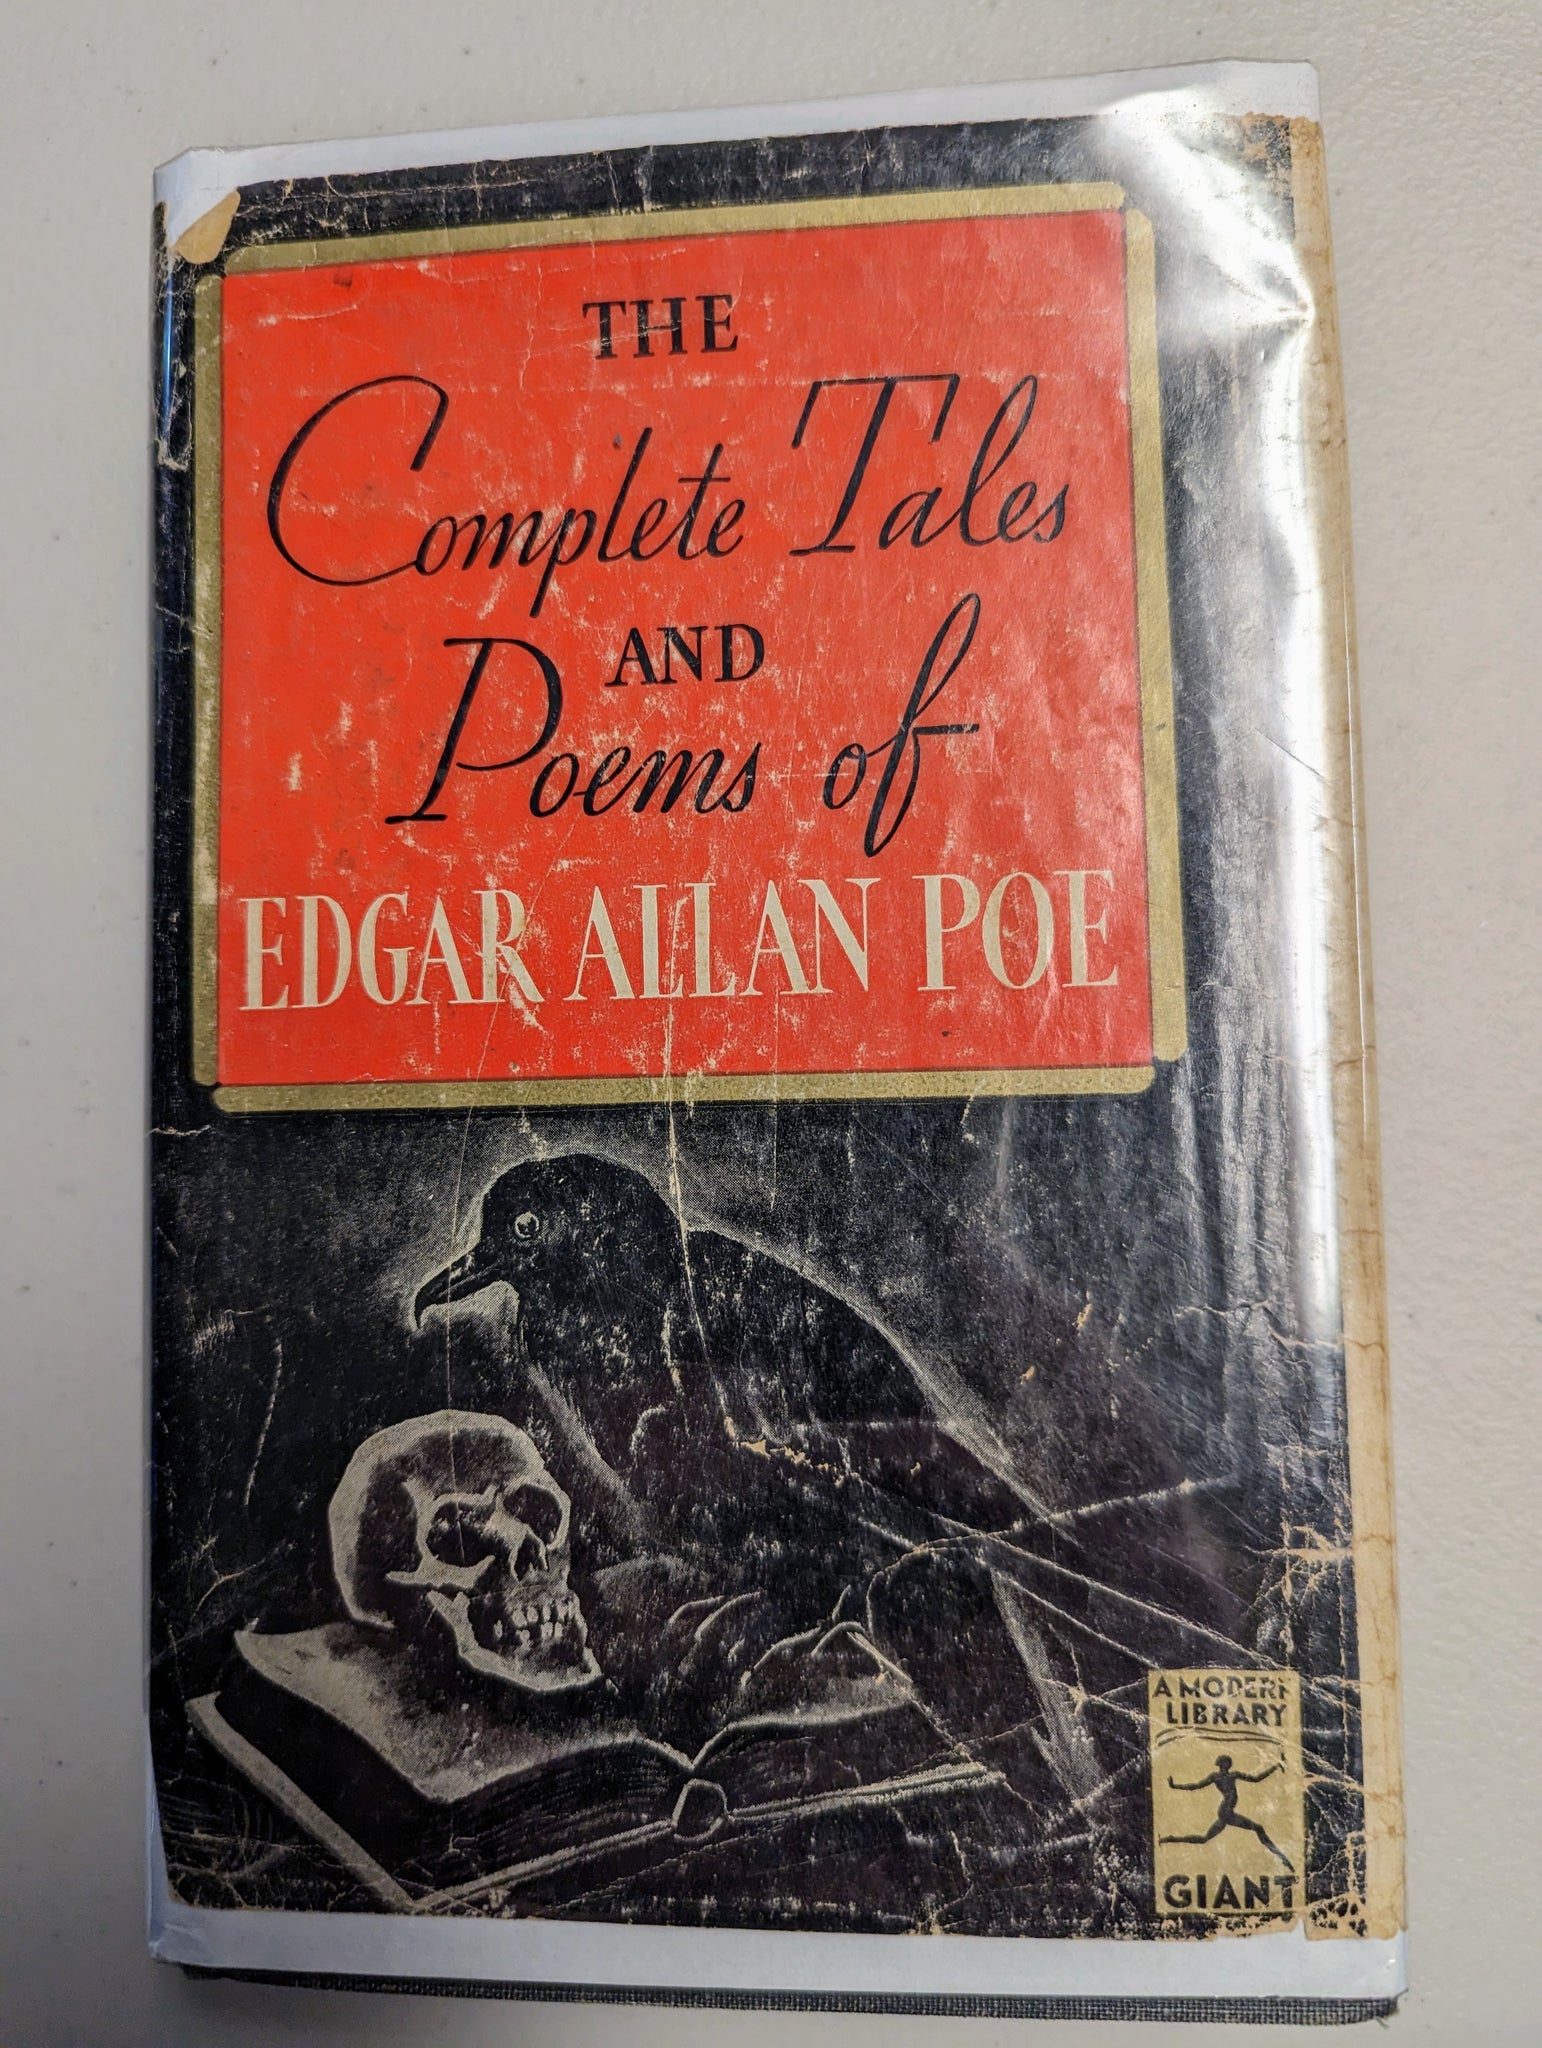 THE
Complete Tales
AND
Poems of
EDGAR ALLAN POE
A MODERN
LIBRARY
GIANT